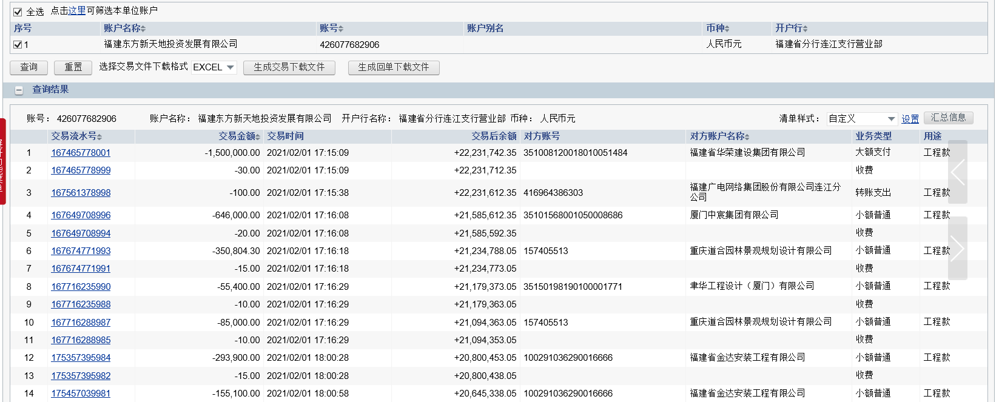 全选 点击这里可筛选本单位账户
序号 账户名称 账号 账户别名 币种 开户行
1 福建东方新天地投资发展有限公司 426077682906 人民币元 福建省分行连江支行营业部
查询 重置 选择交易文件下载格式 EXCEL 生成交易下载文件 生成回单下载文件
查询结果
账号： 426077682906 账户名称： 福建东方新天地投资发展有限公司 开户行名称： 福建省分行连江支行营业部 币种： 人民币元 清单样式： 自定义 设置 汇总信息
交易流水号 交易金额 交易时间 交易后余额 对方账号 对方账户名称 业务类型 用途
1 167465778001 -1,500,000.00 2021/02/01 17:15:09 +22,231,742.35 351008120018010051484 福建省华荣建设集团有限公司 大额支付 工程款
2 167465778999 -30.00 2021/02/01 17:15:09 +22,231,712.35 收费
3 167561378998 -100.00 2021/02/01 17:15:38 +22,231,612.35 416964386303 福建广电网络集团股份有限公司连江分公司 转账支出 工程款
4 167649708996 -646,000.00 2021/02/01 17:16:08 +21,585,612.35 35101568001050008686 厦门中宸集团有限公司 小额普通 工程款
5 167649708994 -20.00 2021/02/01 17:16:08 +21,585,592.35 收费
6 167674771993 -350,804.30 2021/02/01 17:16:18 +21,234,788.05 157405513 重庆道合园林景观规划设计有限公司 小额普通 工程款
7 167674771991 -15.00 2021/02/01 17:16:18 +21,234,773.05 收费
8 167716235990 -55,400.00 2021/02/01 17:16:29 +21,179,373.05 35150198190100001771 聿华工程设计（厦门）有限公司 小额普通 工程款
9 167716235988 -10.00 2021/02/01 17:16:29 +21,179,363.05 收费
10 167716288987 -85,000.00 2021/02/01 17:16:29 +21,094,363.05 157405513 重庆道合园林景观规划设计有限公司 小额普通 工程款
11 167716288985 -10.00 2021/02/01 17:16:29 +21,094,353.05 收费
12 175357395984 -293,900.00 2021/02/01 18:00:28 +20,800,453.05 100291036290016666 福建省金达安装工程有限公司 小额普通 工程款
13 175357395982 -15.00 2021/02/01 18:00:28 +20,800,438.05 收费
14 175457039981 -155,100.00 2021/02/01 18:00:58 +20,645,338.05 100291036290016666 福建省金达安装工程有限公司 小额普通 工程款